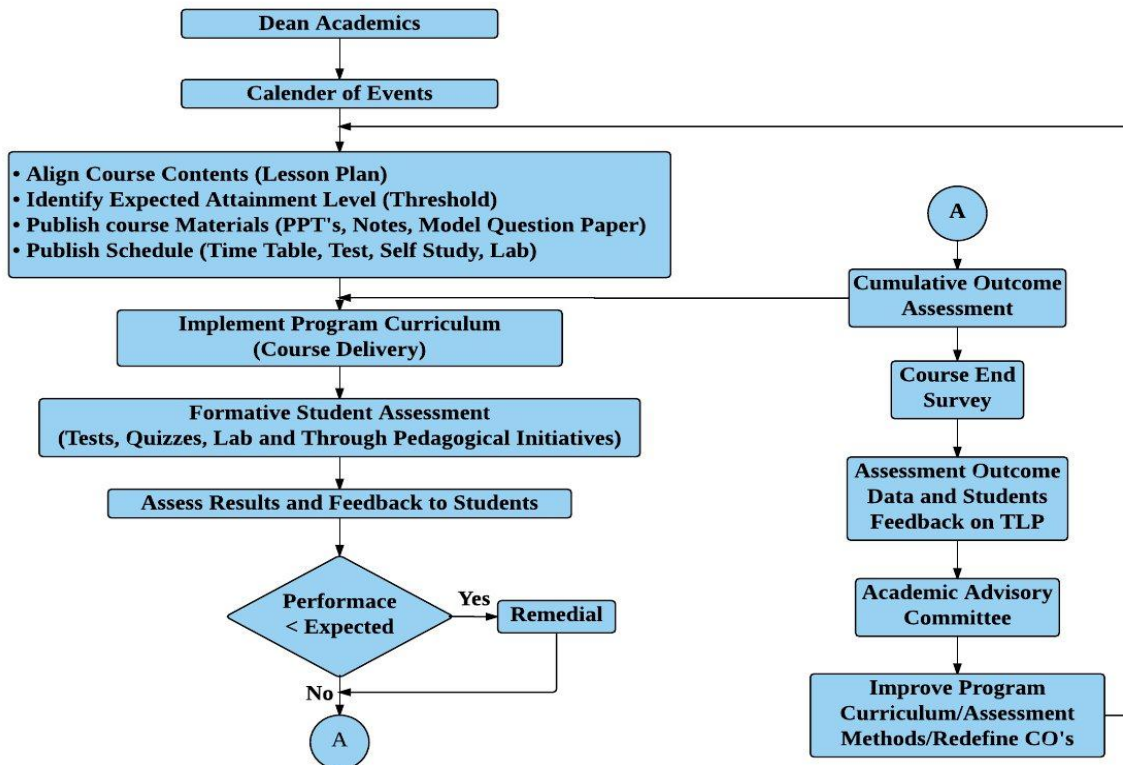 Dean Academics
Calender of Events
• Align Course Contents (Lesson Plan)
• Identify Expected Attainment Level (Threshold)
• Publish course Materials (PPT's, Notes, Model Question Paper)
• Publish Schedule (Time Table, Test, Self Study, Lab)
Implement Program Curriculum
(Course Delivery)
Formative Student Assessment
(Tests, Quizzes, Lab and Through Pedagogical Initiatives)
Assess Results and Feedback to Students
Performace
< Expected
Yes
Remedial
No
A
A
Cumulative Outcome
Assessment
Course End
Survey
Assessment Outcome
Data and Students
Feedback on TLP
Academic Advisory
Committee
Improve Program
Curriculum/Assessment
Methods/Redefine CO's